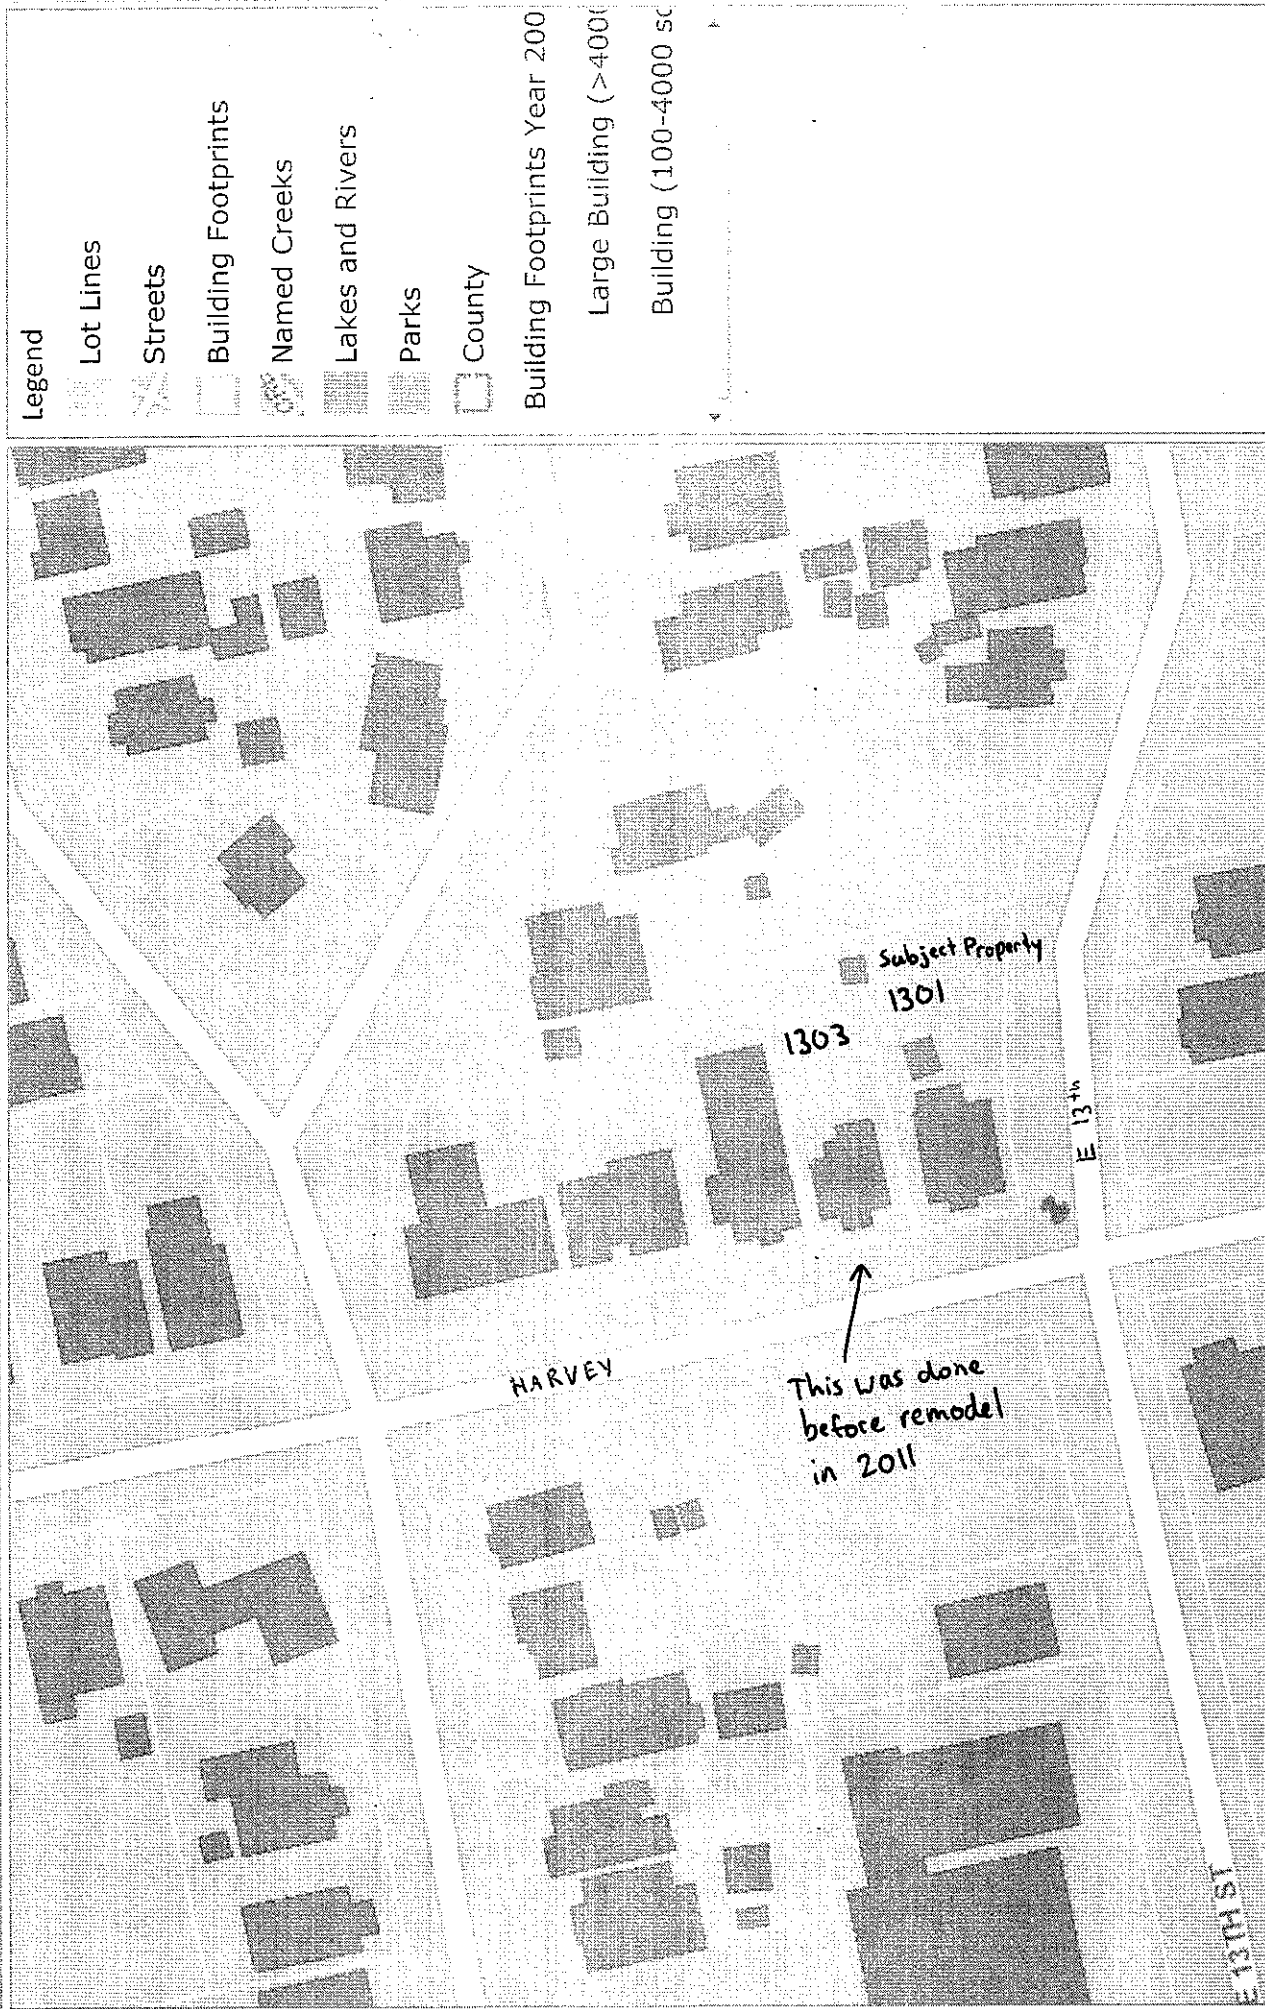 Legend
Lot Lines
Streets
Building Footprints
Named Creeks
Lakes and Rivers
Parks
County
Building Footprints Year 200
Large Building (>400(
Building (100-4000 sc
Subject Property
1301
1303
E 13th
HARVEY
This was done
before remodel
in 2011
E 13TH ST